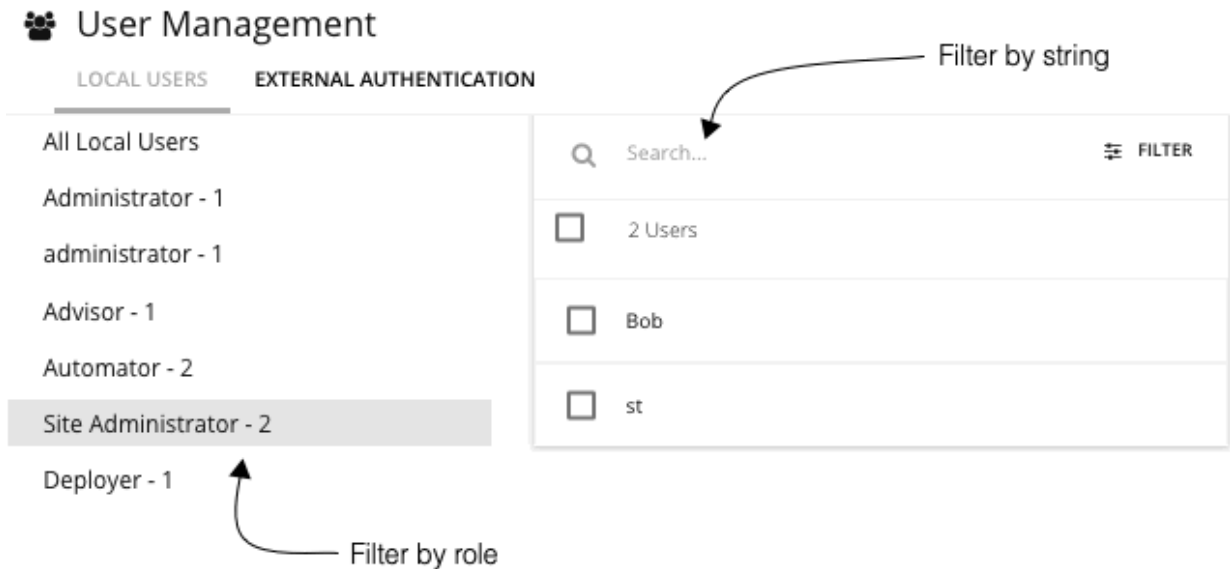 User Management
LOCAL USERS EXTERNAL AUTHENTICATION
Filter by string
All Local Users
Administrator - 1
administrator - 1
Advisor - 1
Automator - 2
Site Administrator - 2
Deployer - 1
Filter by role
Search... FILTER
2 Users
Bob
st